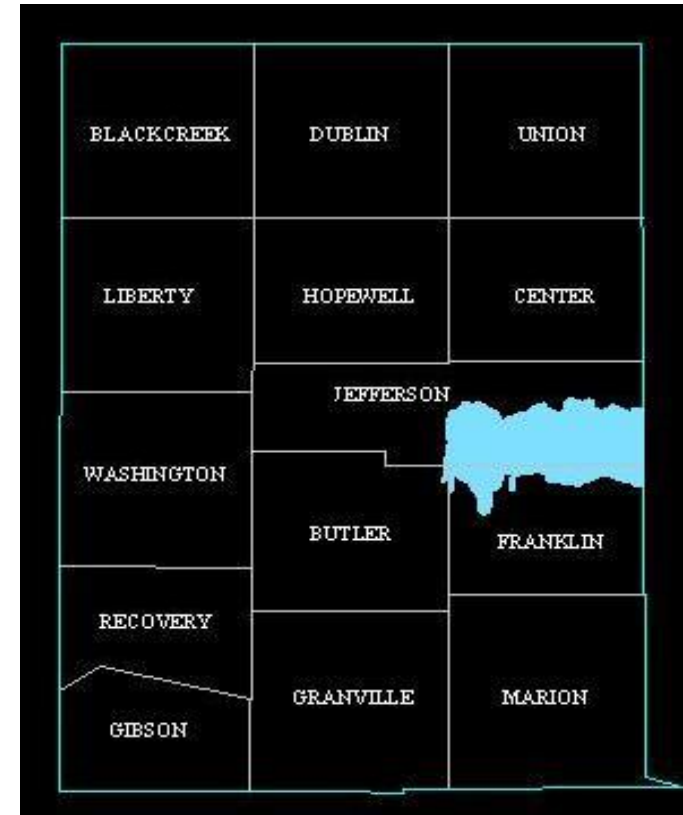 BLACKCREEK
DUBLIN
UNION
LIBERTY
HOPEWELL
CENTER
JEFFERSON
WASHINGTON
BUTLER
FRANKLIN
RECOVERY
GRANVILLE
MARION
GIBSON